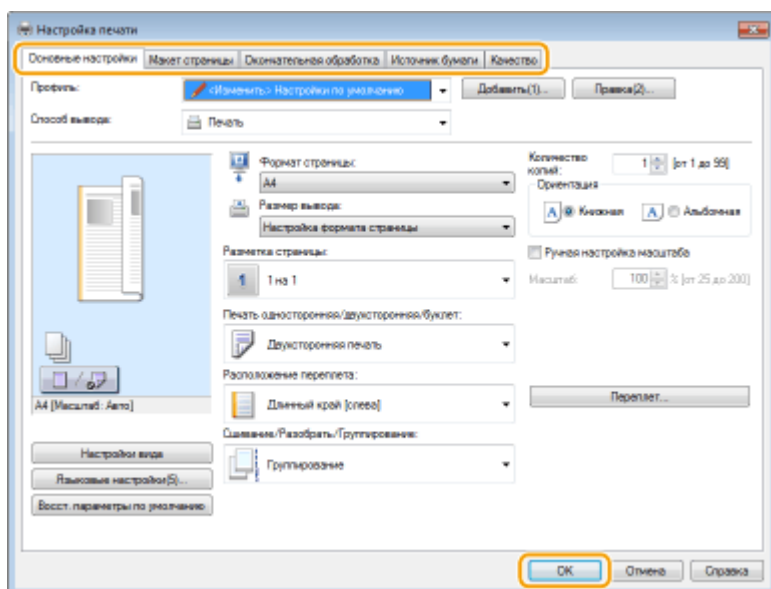 Настройка печати
Основные настройки Макет страницы Окончательная обработка Источник бумаги Качество
Профиль: <Изменить> Настройки по умолчанию Добавить(1)... Правка(2)...
Способ вывода: Печать
Формат страницы:
A4
Размер вывода:
Настройка формата страницы
Разметка страницы:
1 1 на 1
Печать односторонняя/двухсторонняя/буклет:
Двухсторонняя печать
Расположение переплета:
Длинный край [слева]
Сшивание/Разобрать/Группирование:
Группирование
Количество копий: 1 [от 1 до 99]
Ориентация
A Книжная A Альбомная
Ручная настройка масштаба
Масштаб: 100 % [от 25 до 200]
Переплет...
A4 [Масштаб: Авто]
Настройки вида
Языковые настройки(5)...
Восст. параметры по умолчанию
OK Отмена Справка